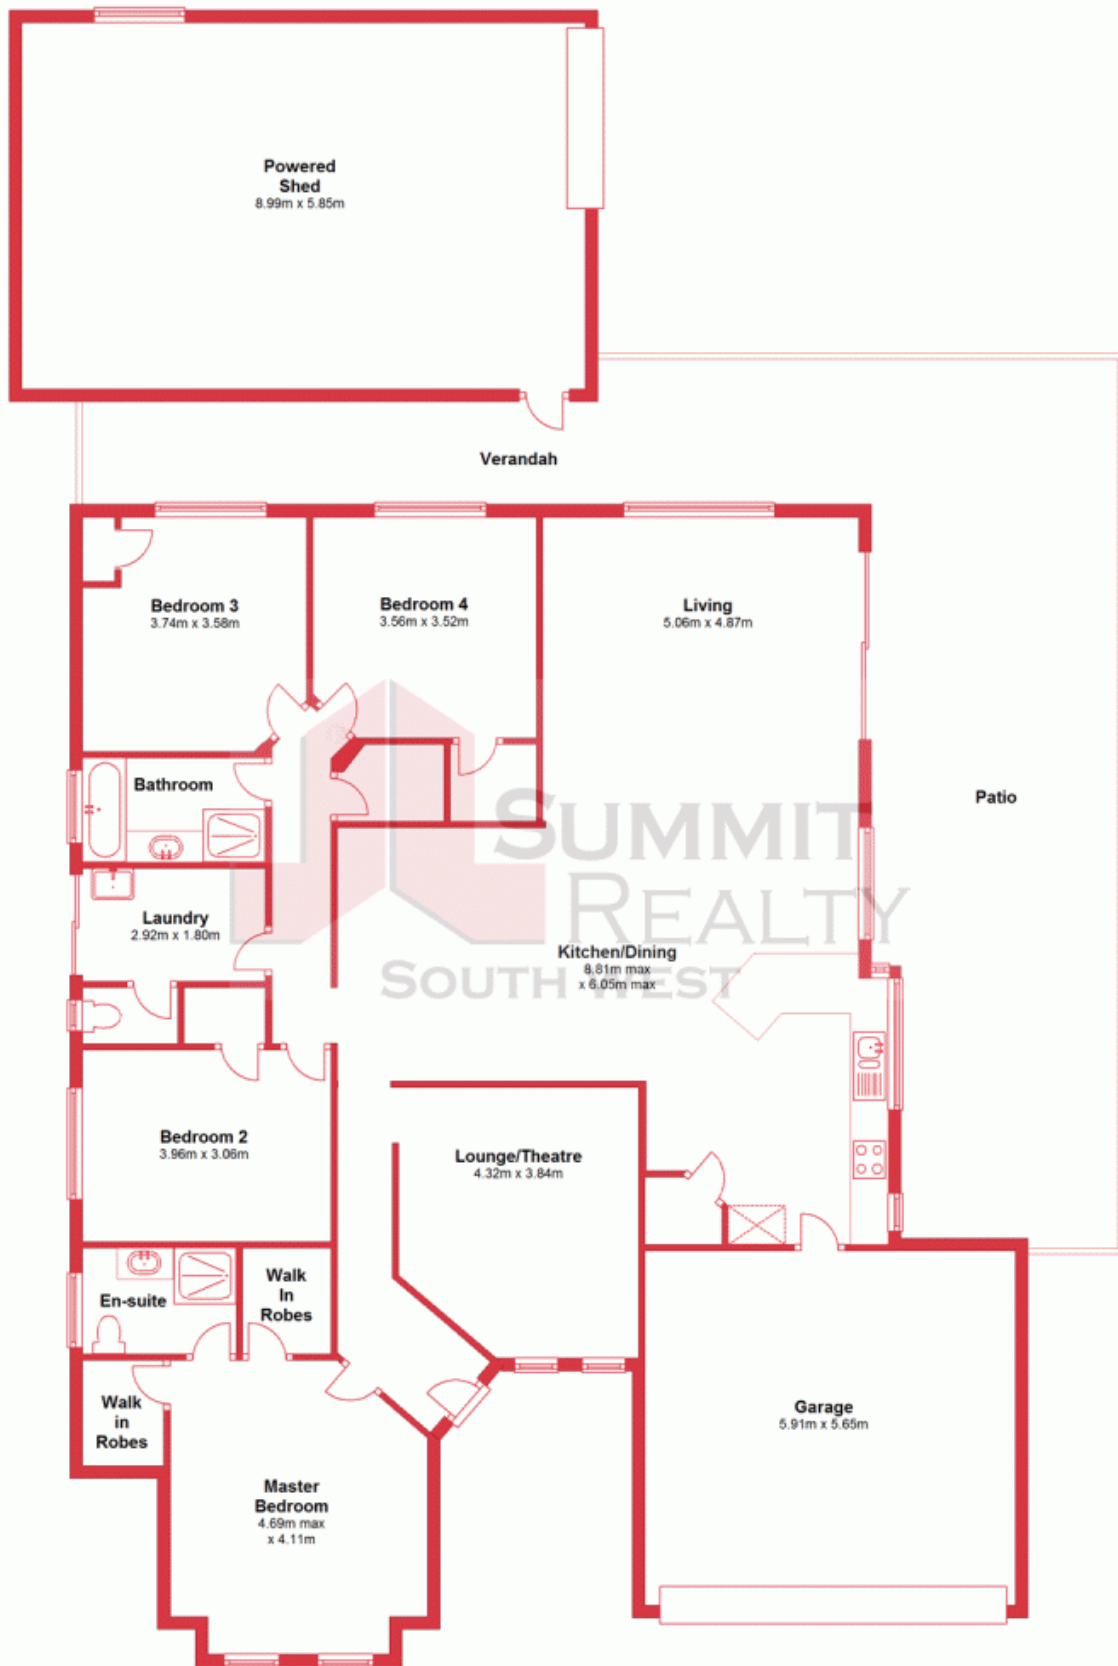 Powered
Shed
8.99m x 5.85m
Verandah
Bedroom 3
3.74m x 3.58m
Bedroom 4
3.56m x 3.52m
Living
5.06m x 4.87m
Bathroom
Patio
SUMMIT
REALTY
SOUTH WEST
Laundry
2.92m x 1.80m
Kitchen/Dining
8.81m max
x 6.05m max
Bedroom 2
3.96m x 3.06m
Lounge/Theatre
4.32m x 3.84m
En-suite
Walk
In
Robes
Walk
in
Robes
Garage
5.91m x 5.65m
Master
Bedroom
4.69m max
x 4.11m